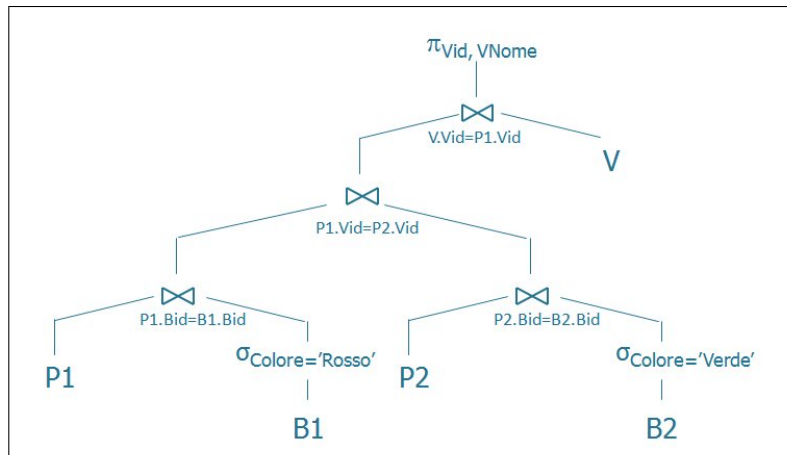 πVid, VNome
⋈
V.Vid=P1.Vid
V
⋈
P1.Vid=P2.Vid
⋈ ⋈
P1.Bid=B1.Bid P2.Bid=B2.Bid
P1 σColore='Rosso' P2 σColore='Verde'
B1 B2